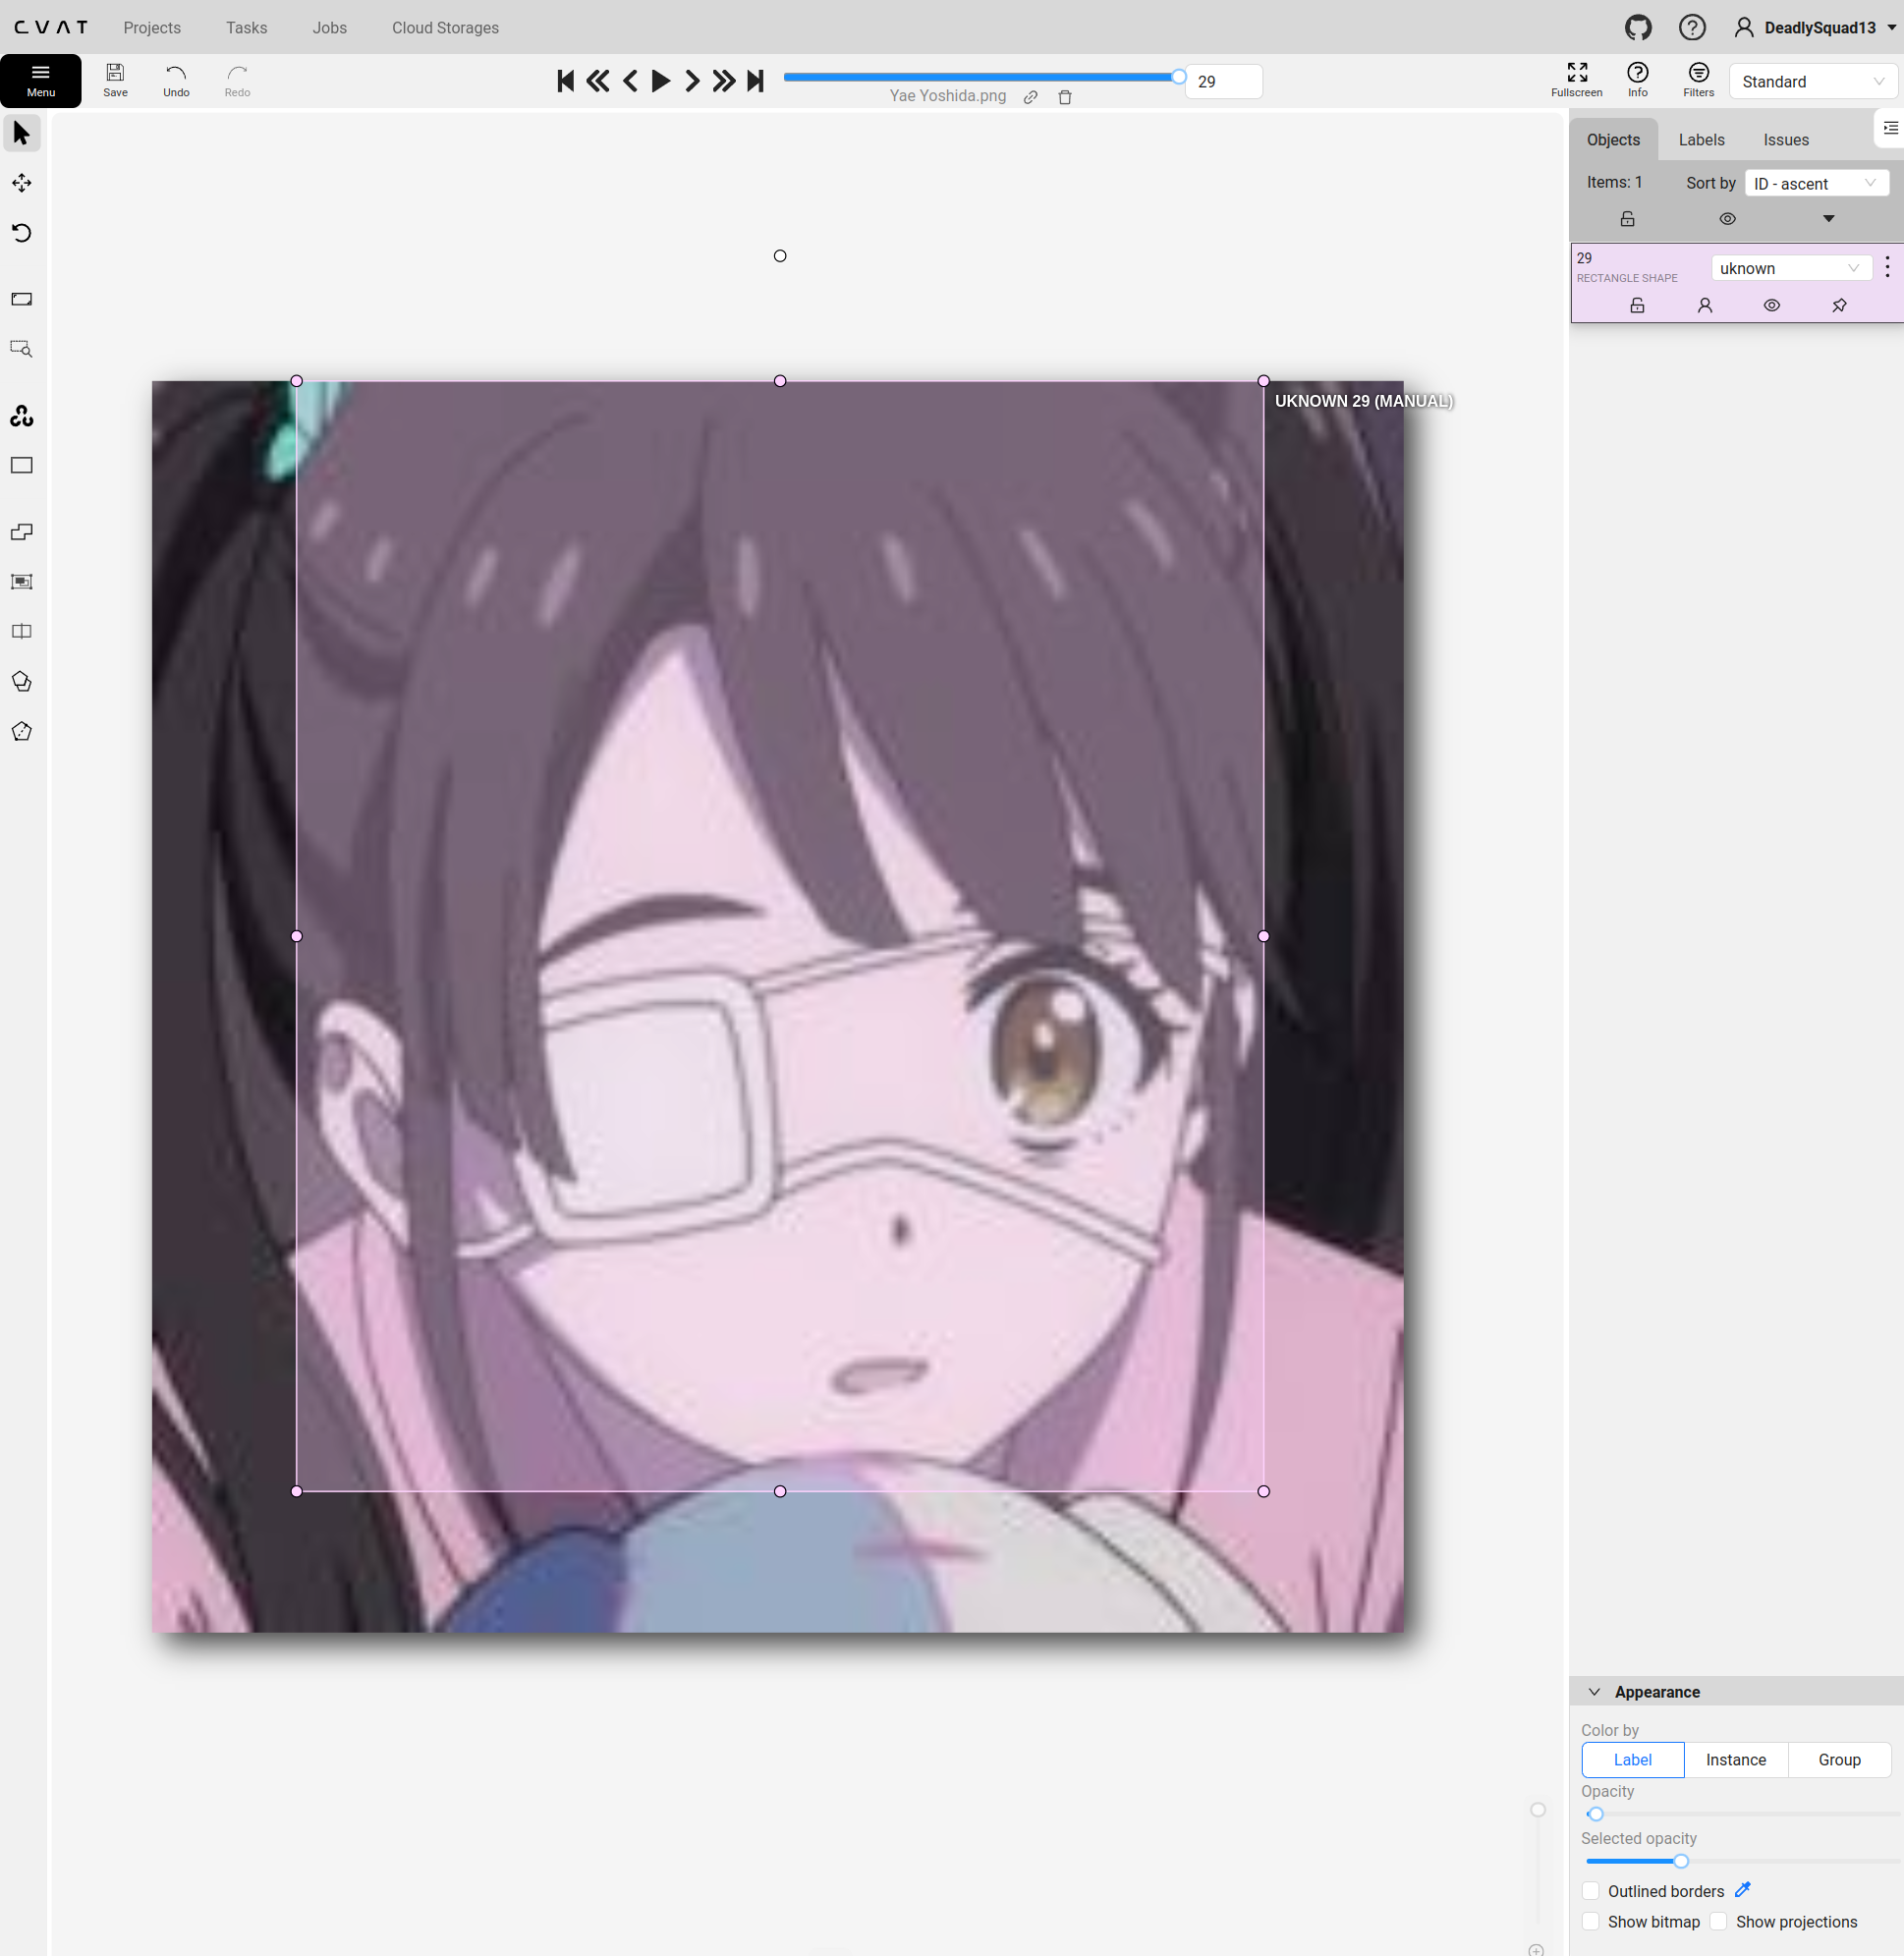 CVAT Projects Tasks Jobs Cloud Storages DeadlySquad13
Menu Save Undo Redo 29 Fullscreen Info Filters Standard
Yae Yoshida.png
Objects Labels Issues
Items: 1 Sort by ID - ascent
29 uknown
RECTANGLE SHAPE
UKNOWN 29 (MANUAL)
Appearance
Color by
Label Instance Group
Opacity
Selected opacity
Outlined borders
Show bitmap Show projections